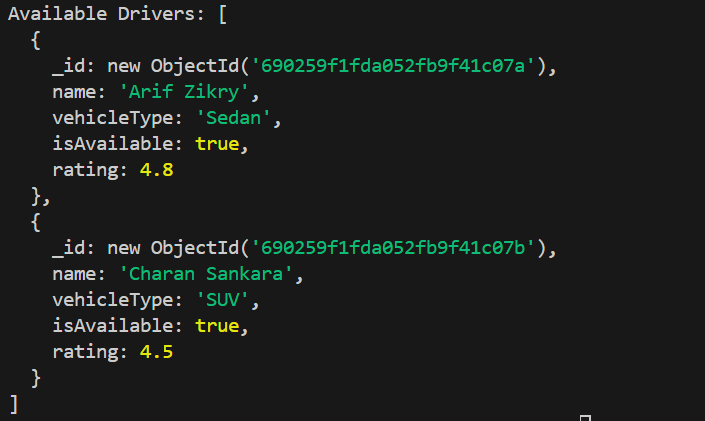 Available Drivers: [
  {
    _id: new ObjectId('690259f1fda052fb9f41c07a'),
    name: 'Arif Zikry',
    vehicleType: 'Sedan',
    isAvailable: true,
    rating: 4.8
  },
  {
    _id: new ObjectId('690259f1fda052fb9f41c07b'),
    name: 'Charan Sankara',
    vehicleType: 'SUV',
    isAvailable: true,
    rating: 4.5
  }
]